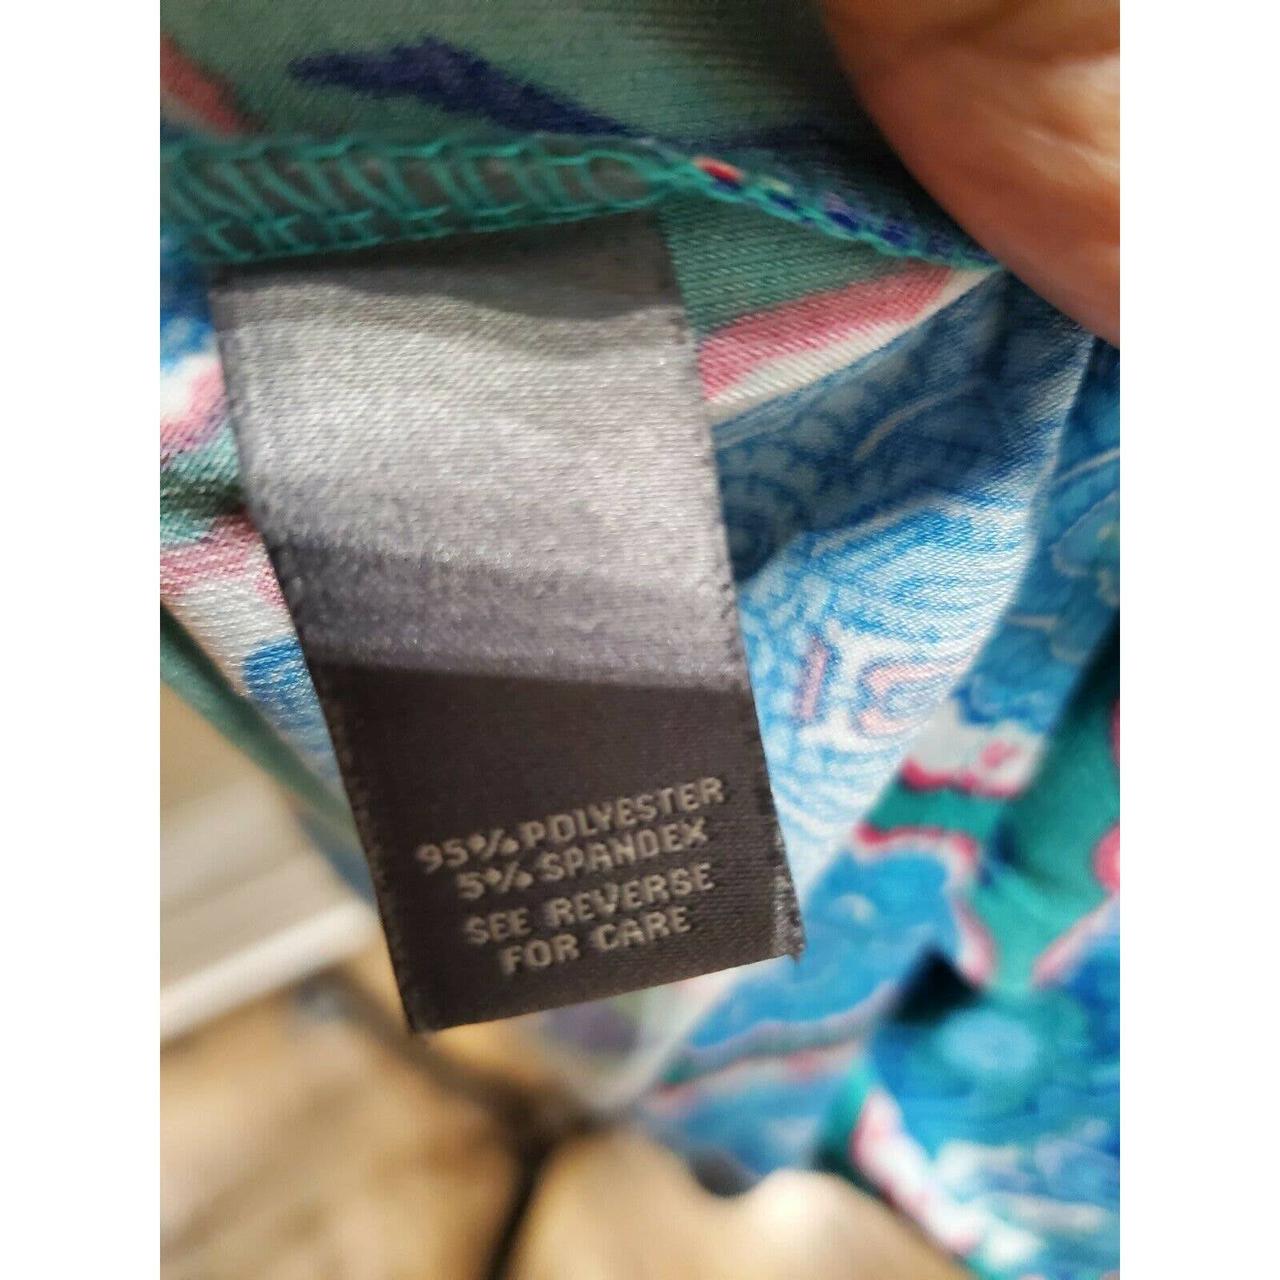 95% POLYESTER
5% SPANDEX
SEE REVERSE
FOR CARE